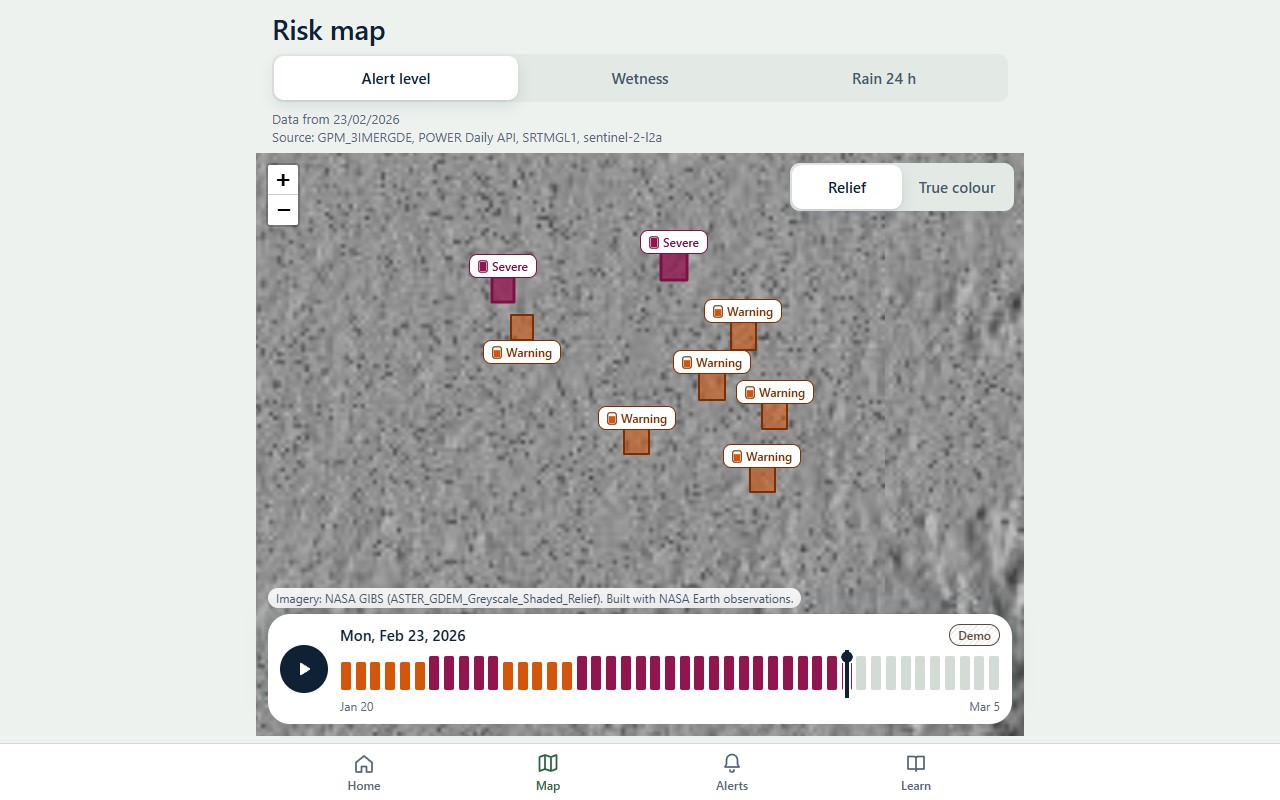 Risk map
Alert level
Wetness
Rain 24 h
Data from 23/02/2026
Source: GPM_3IMERGDE, POWER Daily API, SRTMGL1, sentinel-2-l2a
+
−
Relief
True colour
Severe
Severe
Warning
Warning
Warning
Warning
Warning
Warning
Imagery: NASA GIBS (ASTER_GDEM_Greyscale_Shaded_Relief). Built with NASA Earth observations.
Mon, Feb 23, 2026
Demo
Jan 20
Mar 5
Home
Map
Alerts
Learn